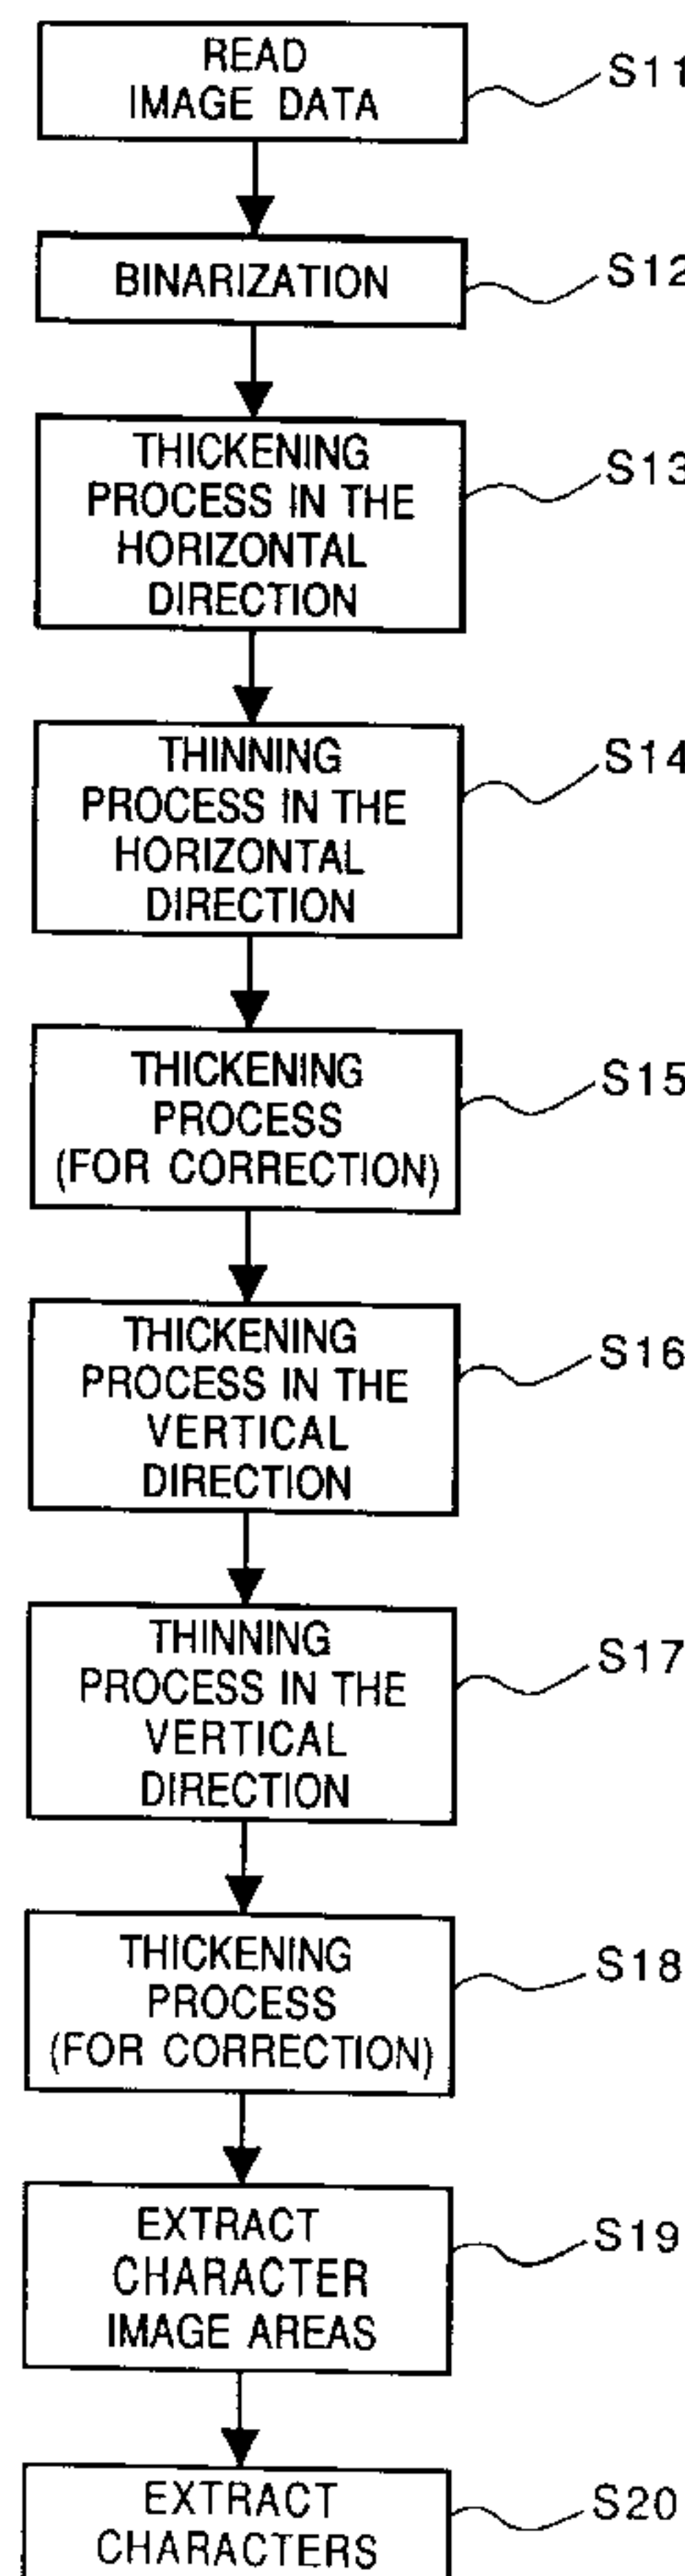 READ
IMAGE DATA
S11
BINARIZATION
S12
THICKENING
PROCESS IN THE
HORIZONTAL
DIRECTION
S13
THINNING
PROCESS IN THE
HORIZONTAL
DIRECTION
S14
THICKENING
PROCESS
(FOR CORRECTION)
S15
THICKENING
PROCESS IN THE
VERTICAL
DIRECTION
S16
THINNING
PROCESS IN THE
VERTICAL
DIRECTION
S17
THICKENING
PROCESS
(FOR CORRECTION)
S18
EXTRACT
CHARACTER
IMAGE AREAS
S19
EXTRACT
CHARACTERS
S20